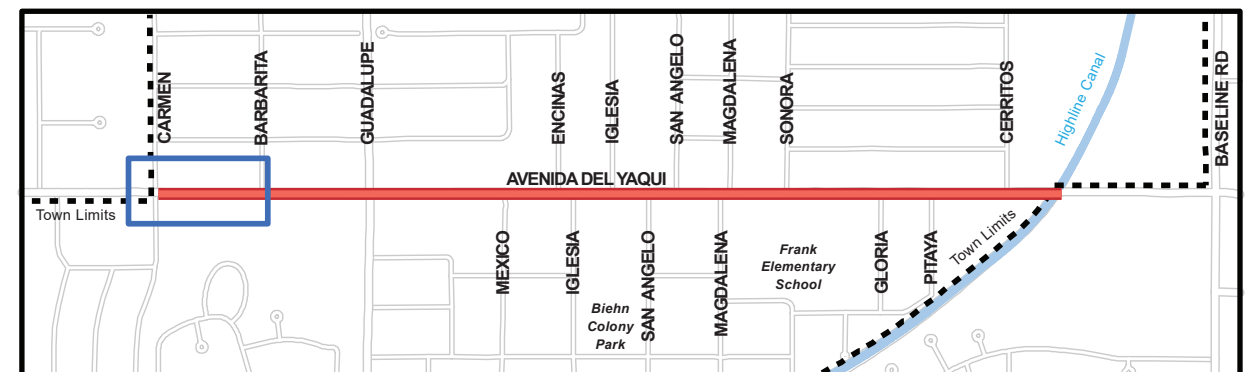 CARMEN
BARBARITA
GUADALUPE
ENCINAS
IGLESIA
SAN ANGELO
MAGDALENA
SONORA
CERRITOS
Highline Canal
BASELINE RD
AVENIDA DEL YAQUI
Town Limits
MEXICO
IGLESIA
Biehn
Colony
Park
SAN ANGELO
MAGDALENA
Frank
Elementary
School
GLORIA
PITAYA
Town Limits